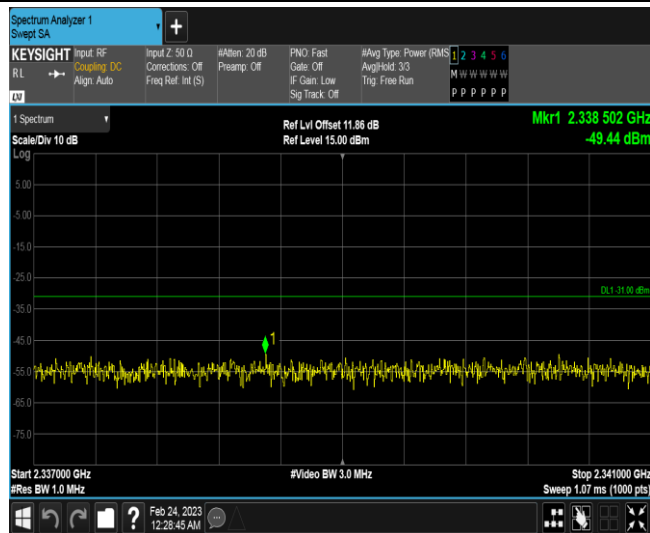 Spectrum Analyzer 1
Swept SA
+
KEYSIGHT
RL
LXI
Input: RF
Coupling: DC
Align: Auto
Input Z: 50 Ω
Corrections: Off
Freq Ref: Int (S)
#Atten: 20 dB
Preamp: Off
PNO: Fast
Gate: Off
IF Gain: Low
Sig Track: Off
#Avg Type: Power (RMS
Avg|Hold: 3/3
Trig: Free Run
1 2 3 4 5 6
M W W W W W
P P P P P P
1 Spectrum
Scale/Div 10 dB
Log
Ref Lvl Offset 11.86 dB
Ref Level 15.00 dBm
Mkr1 2.338 502 GHz
-49.44 dBm
5.00
-5.00
-15.0
-25.0
DL1 -31.00 dBm
-35.0
-45.0
1
-55.0
-65.0
-75.0
Start 2.337000 GHz
#Res BW 1.0 MHz
#Video BW 3.0 MHz
Stop 2.341000 GHz
Sweep 1.07 ms (1000 pts)
?
Feb 24, 2023
12:28:45 AM